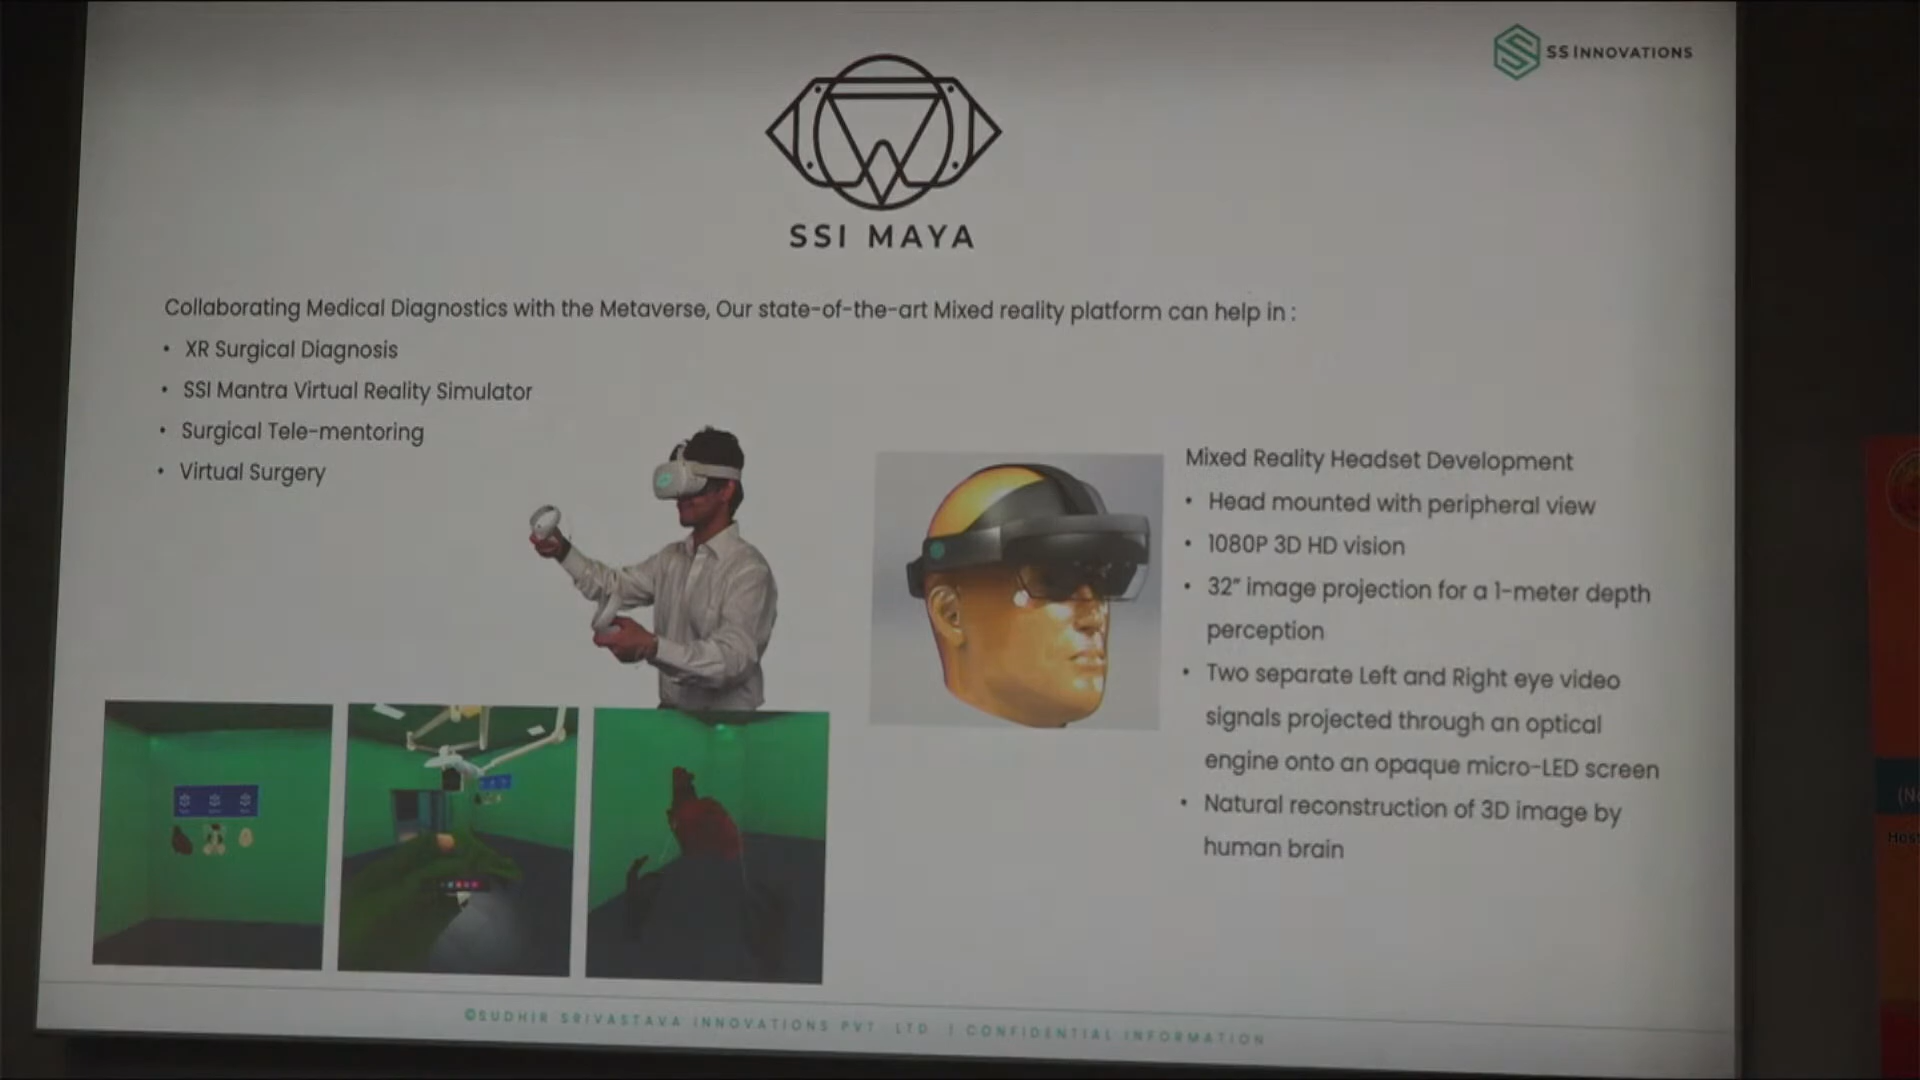 SS INNOVATIONS
SSI MAYA
Collaborating Medical Diagnostics with the Metaverse, Our state-of-the-art Mixed reality platform can help in :
• XR Surgical Diagnosis
• SSI Mantra Virtual Reality Simulator
• Surgical Tele-mentoring
• Virtual Surgery
Mixed Reality Headset Development
• Head mounted with peripheral view
• 1080P 3D HD vision
• 32” image projection for a 1-meter depth
perception
• Two separate Left and Right eye video
signals projected through an optical
engine onto an opaque micro-LED screen
• Natural reconstruction of 3D image by
human brain
©SUDHIR SRIVASTAVA INNOVATIONS PVT. LTD. | CONFIDENTIAL INFORMATION